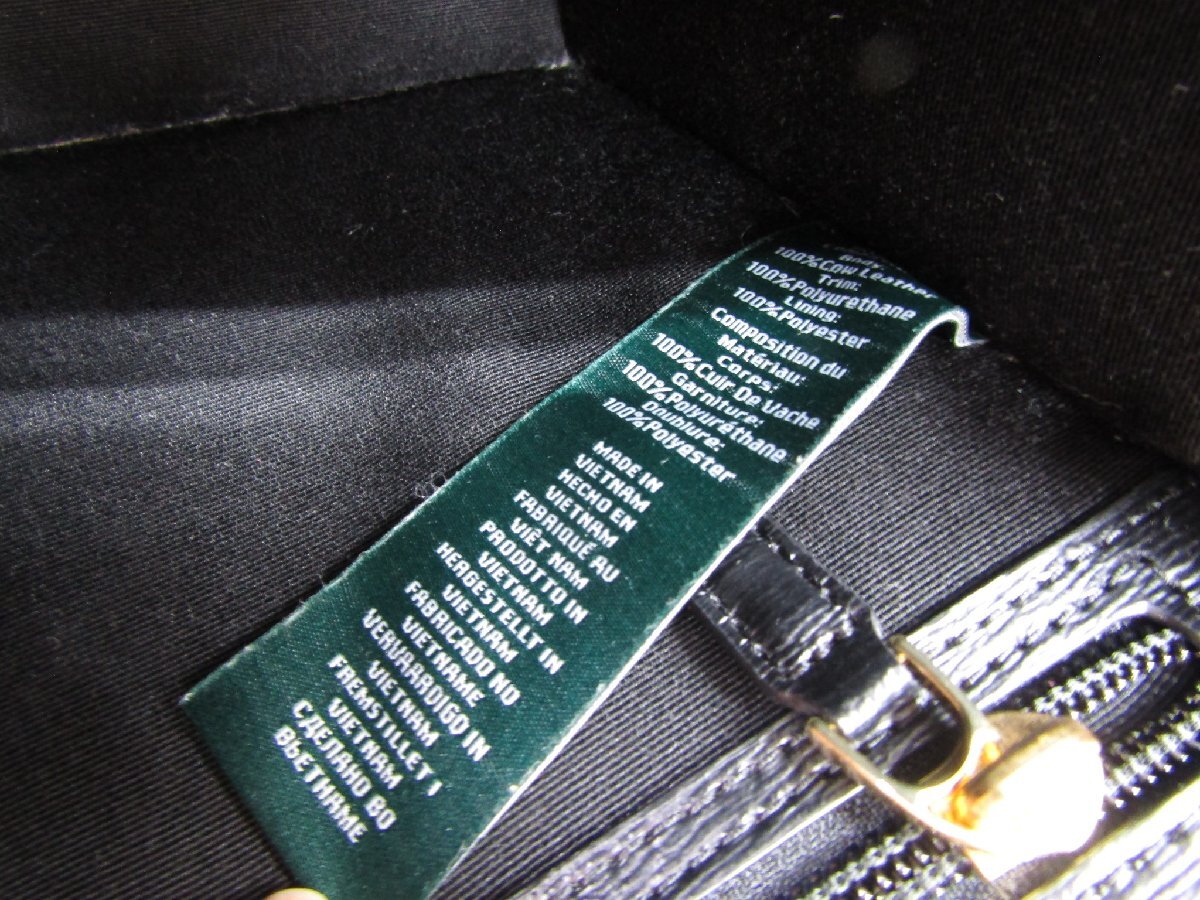 Body:
100% Cow Leather
Trim:
100% Polyurethane
Lining:
100% Polyester
Composition du
Matériau:
Corps:
100% Cuir De Vache
Garniture:
100% Polyuréthane
Doublure:
100% Polyester
MADE IN
VIETNAM
HECHO EN
VIETNAM
FABRIQUÉ AU
VIÊT NAM
PRODOTTO IN
VIETNAM
HERGESTELLT IN
VIETNAM
FABRICADO NO
VIETNAME
VERVAARDIGD IN
VIETNAM
FREMSTILLET I
VIETNAM
СДЕЛАНО ВО
ВЬЕТНАМЕ